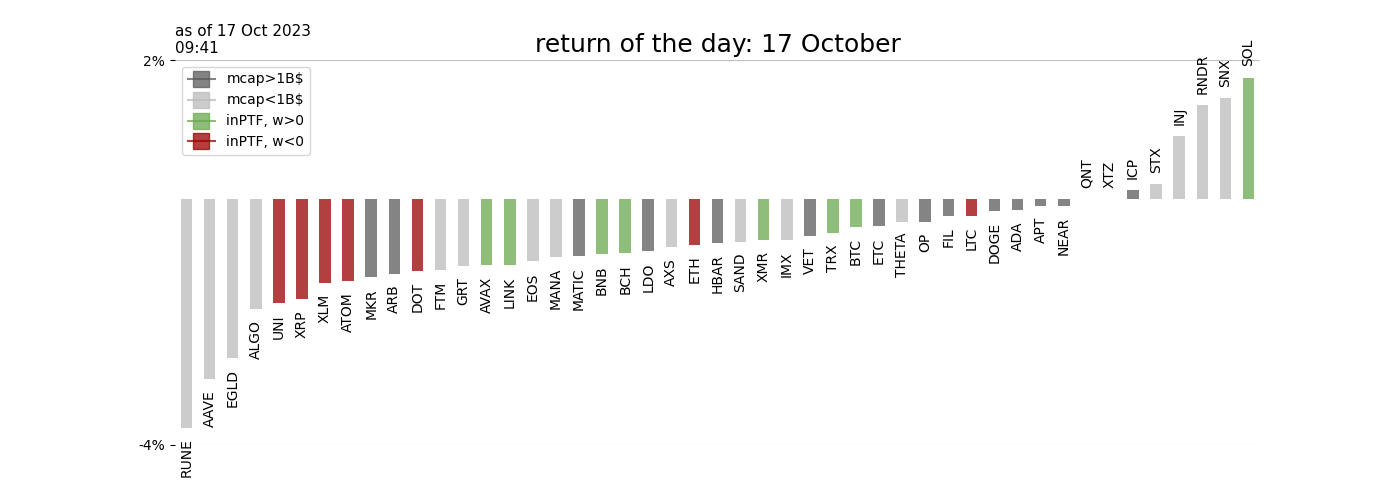 as of 17 Oct 2023
09:41
return of the day: 17 October
2%
mcap>1B$
mcap<1B$
inPTF, w>0
inPTF, w<0
-4%
RUNE
AAVE
EGLD
ALGO
UNI
XRP
XLM
ATOM
MKR
ARB
DOT
FTM
GRT
AVAX
LINK
EOS
MANA
MATIC
BNB
BCH
LDO
AXS
ETH
HBAR
SAND
XMR
IMX
VET
TRX
BTC
ETC
THETA
OP
FIL
LTC
DOGE
ADA
APT
NEAR
QNT
XTZ
ICP
STX
INJ
RNDR
SNX
SOL